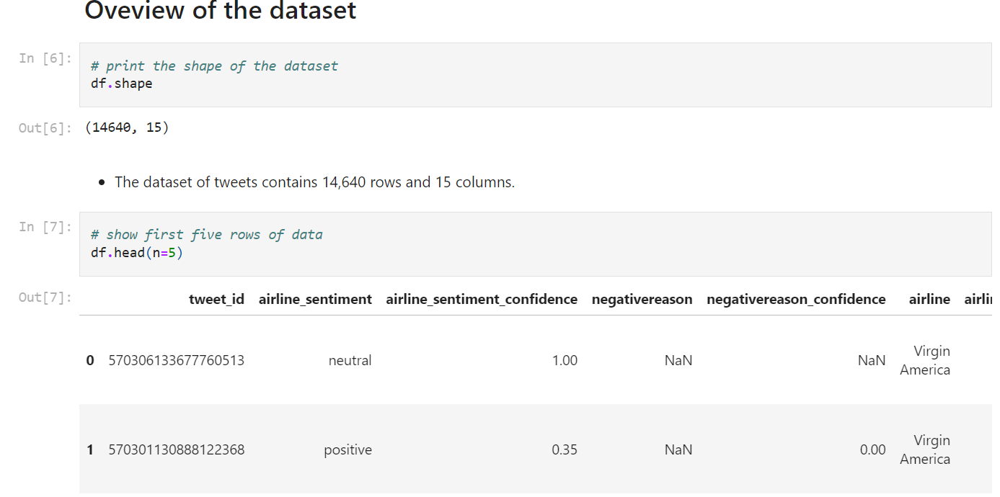 Oveview of the dataset
In [6]:
# print the shape of the dataset
df.shape
Out[6]: (14640, 15)
• The dataset of tweets contains 14,640 rows and 15 columns.
In [7]:
# show first five rows of data
df.head(n=5)
Out[7]:
tweet_id airline_sentiment airline_sentiment_confidence negativereason negativereason_confidence airline
0 570306133677760513 neutral 1.00 NaN NaN Virgin
America
1 570301130888122368 positive 0.35 NaN 0.00 Virgin
America